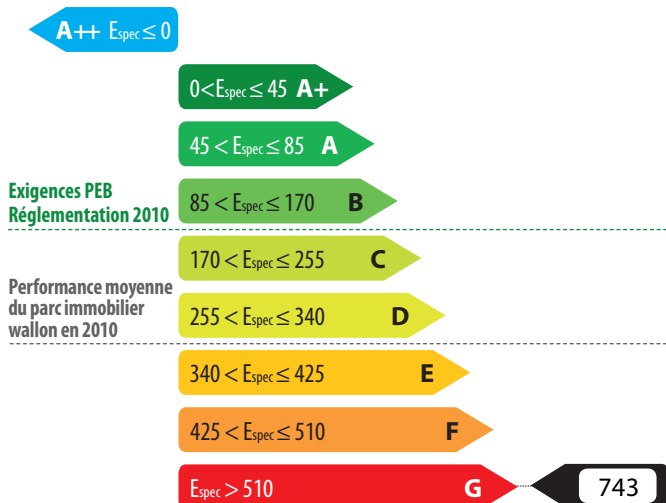 A++ Espec ≤ 0
0 < Espec ≤ 45 A+
45 < Espec ≤ 85 A
Exigences PEB
Réglementation 2010
85 < Espec ≤ 170 B
170 < Espec ≤ 255 C
Performance moyenne
du parc immobilier
wallon en 2010
255 < Espec ≤ 340 D
340 < Espec ≤ 425 E
425 < Espec ≤ 510 F
Espec > 510 G 743